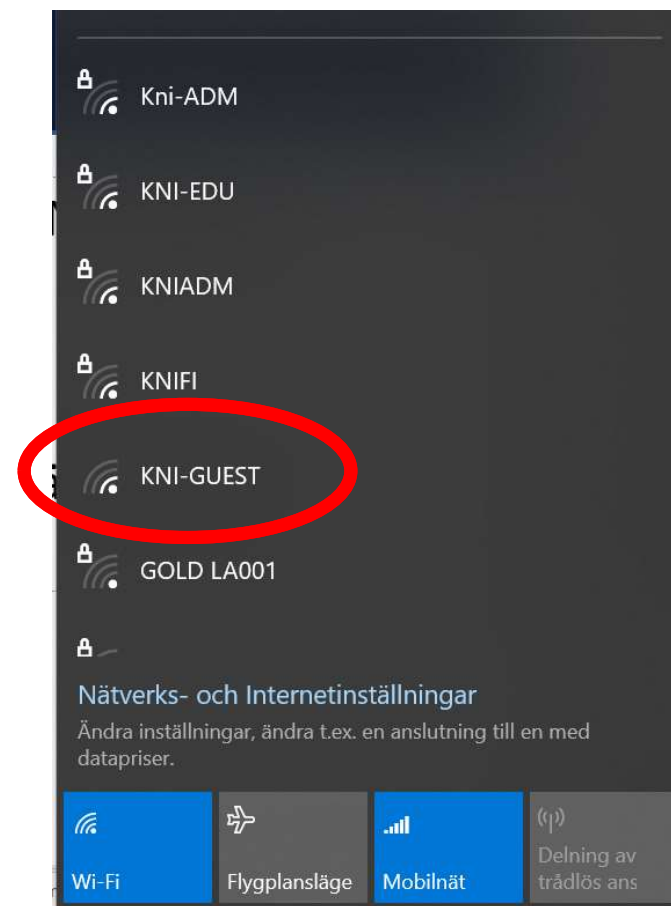 Kni-ADM
KNI-EDU
KNIADM
KNIFI
KNI-GUEST
GOLD LA001
Nätverks- och Internetinställningar
Ändra inställningar, ändra t.ex. en anslutning till en med
datapriser.
Wi-Fi
Flygplansläge
Mobilnät
Delning av
trådlös ans